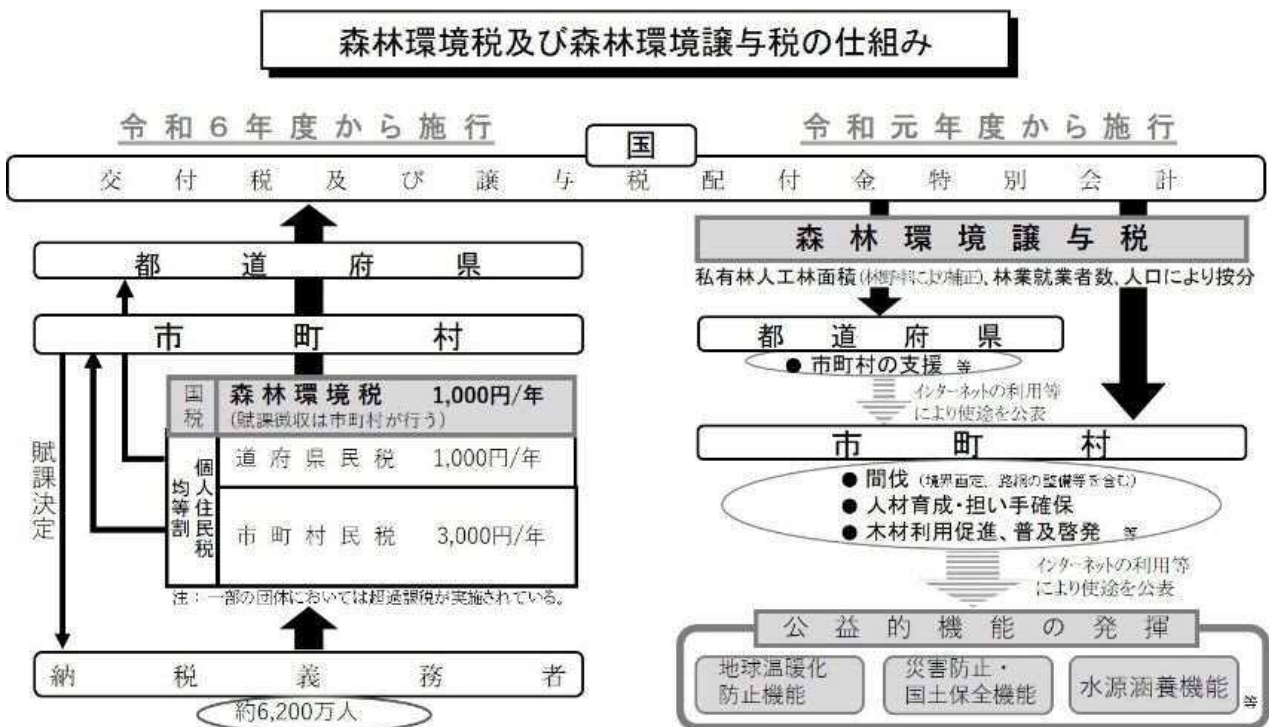 森林環境税及び森林環境譲与税の仕組み
令和6年度から施行
令和元年度から施行
国
交付税及び譲与税配付金特別会計
都道府県
市町村
国税
森林環境税 1,000円/年
(賦課徴収は市町村が行う)
個人住民税
均等割
道府県民税 1,000円/年
市町村民税 3,000円/年
注：一部の団体においては超過課税が実施されている。
賦課決定
納税義務者
約6,200万人
森林環境譲与税
私有林人工林面積(林野率により補正)、林業就業者数、人口により按分
都道府県
● 市町村の支援 等
インターネットの利用等
により使途を公表
市町村
● 間伐（境界画定、路網の整備等を含む）
● 人材育成・担い手確保
● 木材利用促進、普及啓発 等
インターネットの利用等
により使途を公表
公益的機能の発揮
地球温暖化
防止機能
災害防止・
国土保全機能
水源涵養機能
等